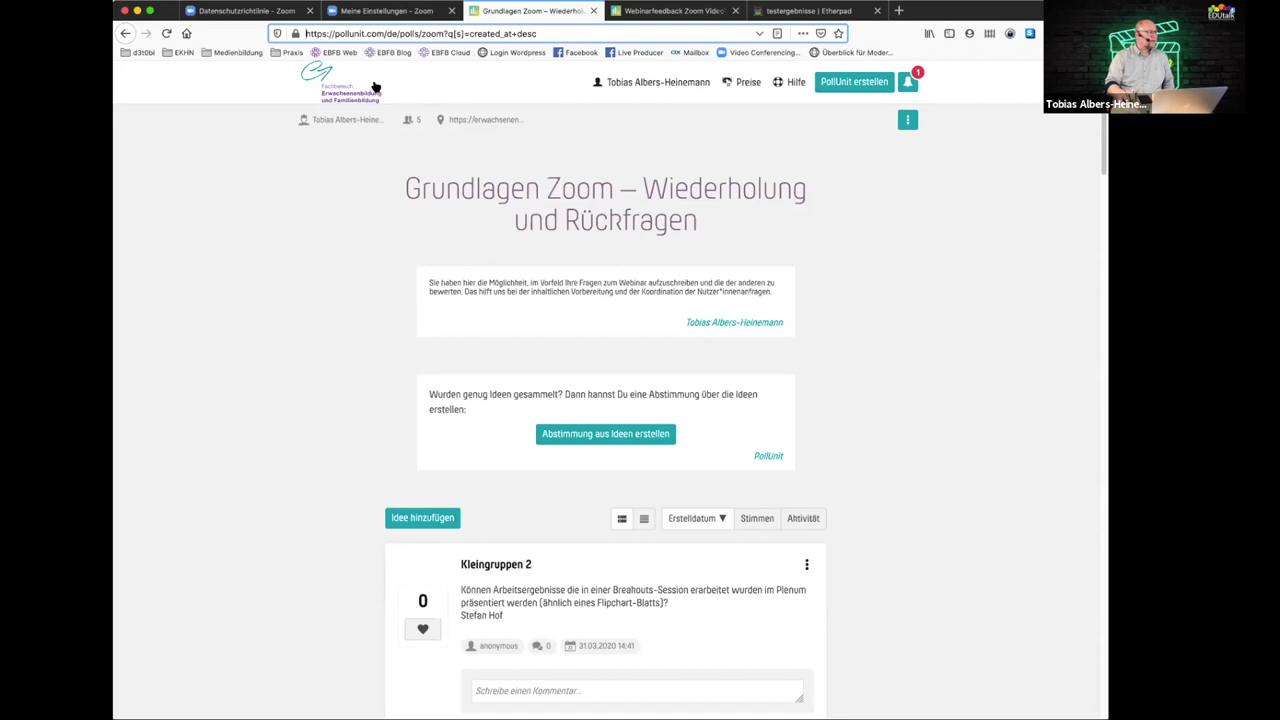 Datenschutzrichtlinie - Zoom
Meine Einstellungen - Zoom
Grundlagen Zoom – Wiederhol
Webinarfeedback Zoom Video
testergebnisse | Etherpad
https://pollunit.com/de/polls/zoom?q[s]=created_at+desc
d3t0bl
EKHN
Medienbildung
Praxis
EBFB Web
EBFB Blog
EBFB Cloud
Login Wordpress
Facebook
Live Producer
Mailbox
Video Conferencing...
Überblick für Moder...
Fachbereich
Erwachsenenbildung
und Familienbildung
Tobias Albers-Heinemann
Preise
Hilfe
PollUnit erstellen
1
EDUtalk
Tobias Albers-Heine...
Tobias Albers-Heine...
5
https://erwachsenen...
Grundlagen Zoom – Wiederholung
und Rückfragen
Sie haben hier die Möglichkeit, im Vorfeld Ihre Fragen zum Webinar aufzuschreiben und die der anderen zu
bewerten. Das hilft uns bei der inhaltlichen Vorbereitung und der Koordination der Nutzer*innenanfragen.
Tobias Albers-Heinemann
Wurden genug Ideen gesammelt? Dann kannst Du eine Abstimmung über die Ideen
erstellen:
Abstimmung aus Ideen erstellen
PollUnit
Idee hinzufügen
Erstelldatum ▼
Stimmen
Aktivität
Kleingruppen 2
Können Arbeitsergebnisse die in einer Breakouts-Session erarbeitet wurden im Plenum
präsentiert werden (ähnlich eines Flipchart-Blatts)?
Stefan Hof
0
anonymous
0
31.03.2020 14:41
Schreibe einen Kommentar...